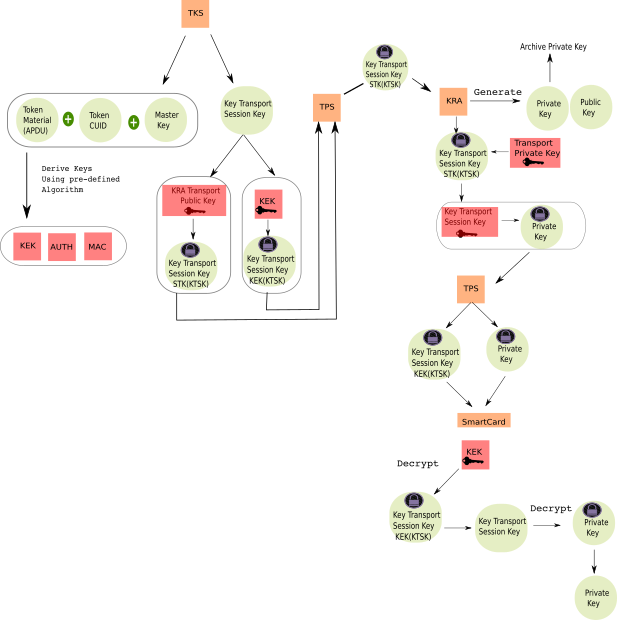 TKS
Token
Material
(APDU)
Token
CUID
Master
Key
Derive Keys
Using pre-defined
Algorithm
KEK
AUTH
MAC
Key Transport
Session Key
KRA Transport
Public Key
Key Transport
Session Key
STK(KTSK)
KEK
Key Transport
Session Key
KEK(KTSK)
TPS
Key Transport
Session Key
STK(KTSK)
KRA
Generate
Archive Private Key
Private
Key
Public
Key
Key Transport
Session Key
STK(KTSK)
Transport
Private Key
Key Transport
Session Key
Private
Key
TPS
Key Transport
Session Key
KEK(KTSK)
Private
Key
SmartCard
KEK
Decrypt
Key Transport
Session Key
KEK(KTSK)
Key Transport
Session Key
Decrypt
Private
Key
Private
Key